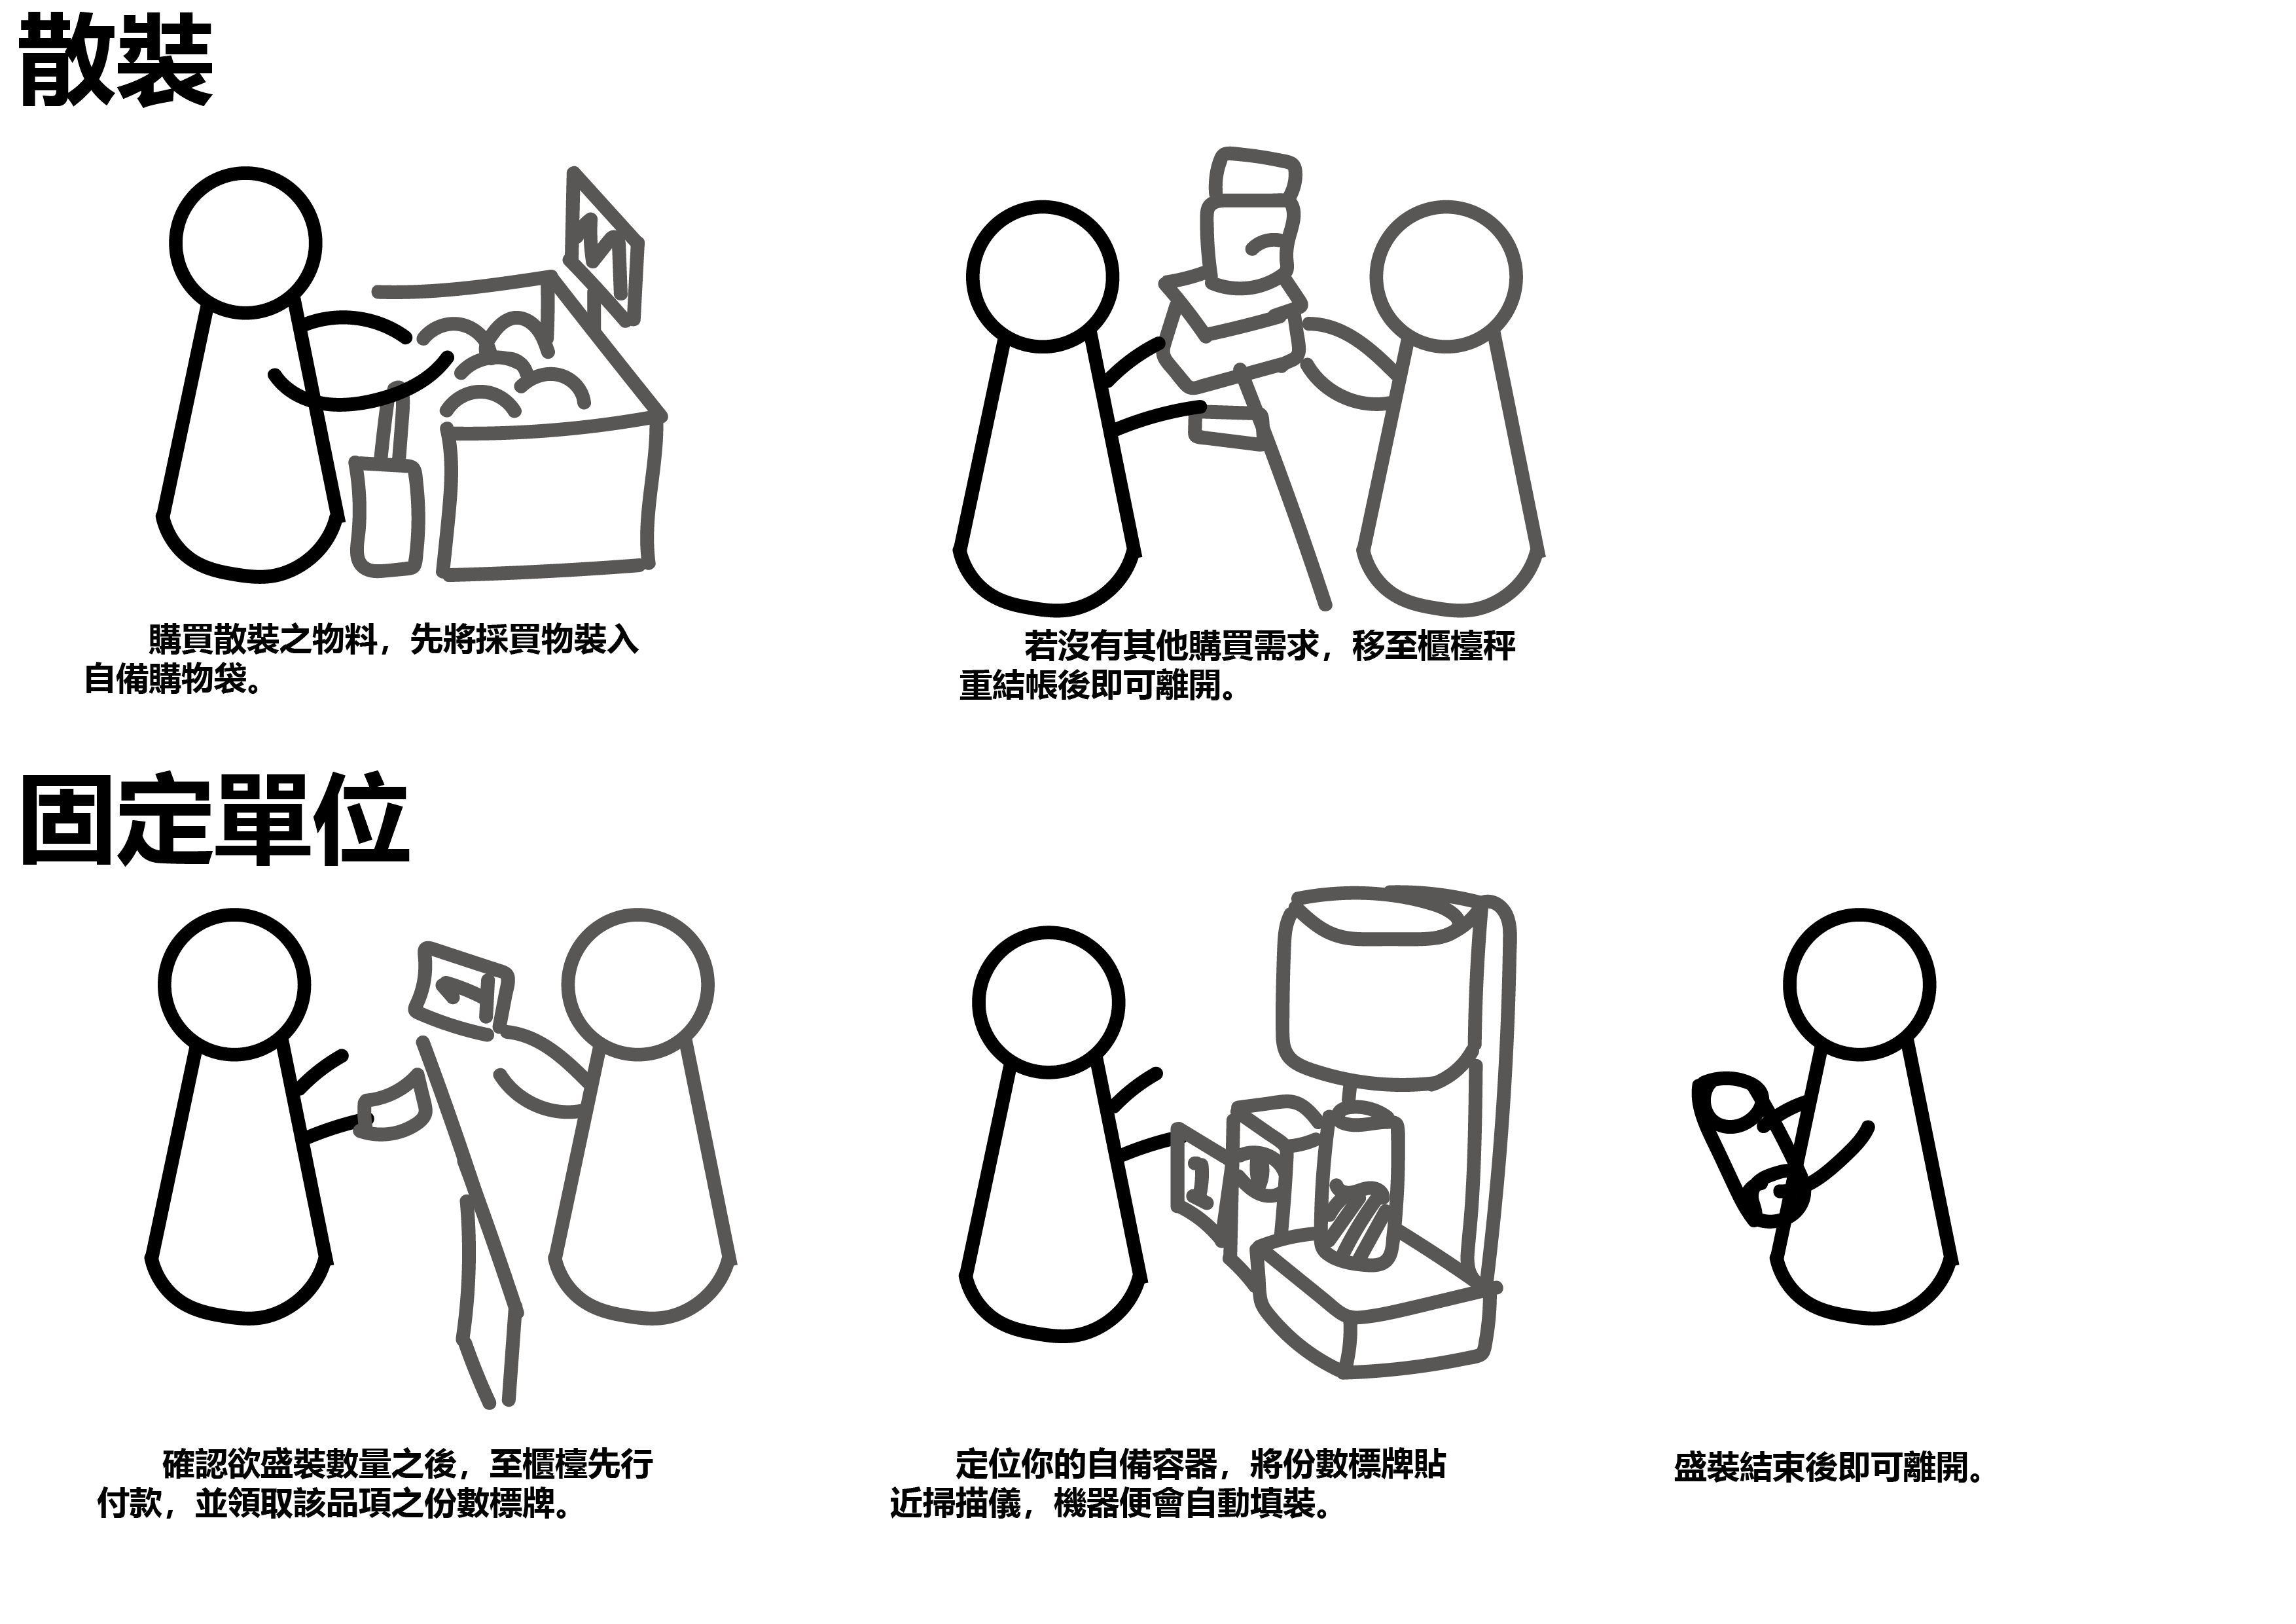 散裝
購買散裝之物料，先將採買物裝入
自備購物袋。
若沒有其他購買需求，移至櫃檯秤
重結帳後即可離開。
固定單位
1
1
確認欲盛裝數量之後，至櫃檯先行
付款，並領取該品項之份數標牌。
定位你的自備容器，將份數標牌貼
近掃描儀，機器便會自動填裝。
盛裝結束後即可離開。